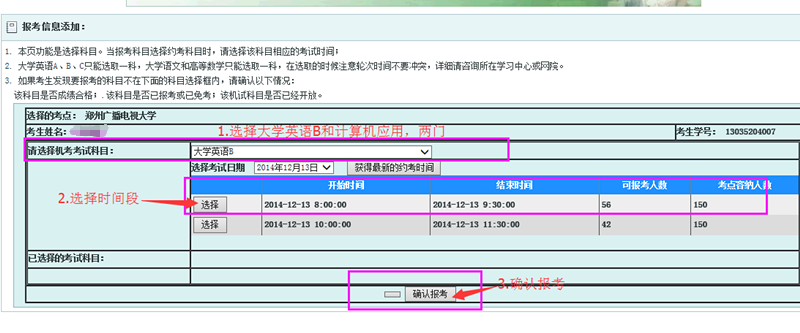 报考信息添加：
1. 本页功能是选择科目。当报考科目选择约考科目时，请选择该科目相应的考试时间；
2. 大学英语A、B、C只能选取一科，大学语文和高等数学只能选取一科，在选取的时候注意轮次时间不要冲突，详细请咨询所在学习中心或网院。
3. 如果考生发现要报考的科目不在下面的科目选择框内，请确认以下情况：
该科目是否成绩合格；该科目是否已报考或已免考；该机试科目是否已经开放。
选择的考点： 郑州广播电视大学
考生姓名： 1.选择大学英语B和计算机应用，两门 考生学号： 13035204007
请选择机考考试科目： 大学英语B
选择考试日期 2014年12月13日 获得最新的约考时间
开始时间 结束时间 可报考人数 考点容纳人数
2.选择时间段 选择 2014-12-13 8:00:00 2014-12-13 9:30:00 56 150
选择 2014-12-13 10:00:00 2014-12-13 11:30:00 42 150
已选择的考试科目：
确认报考 3.确认报考